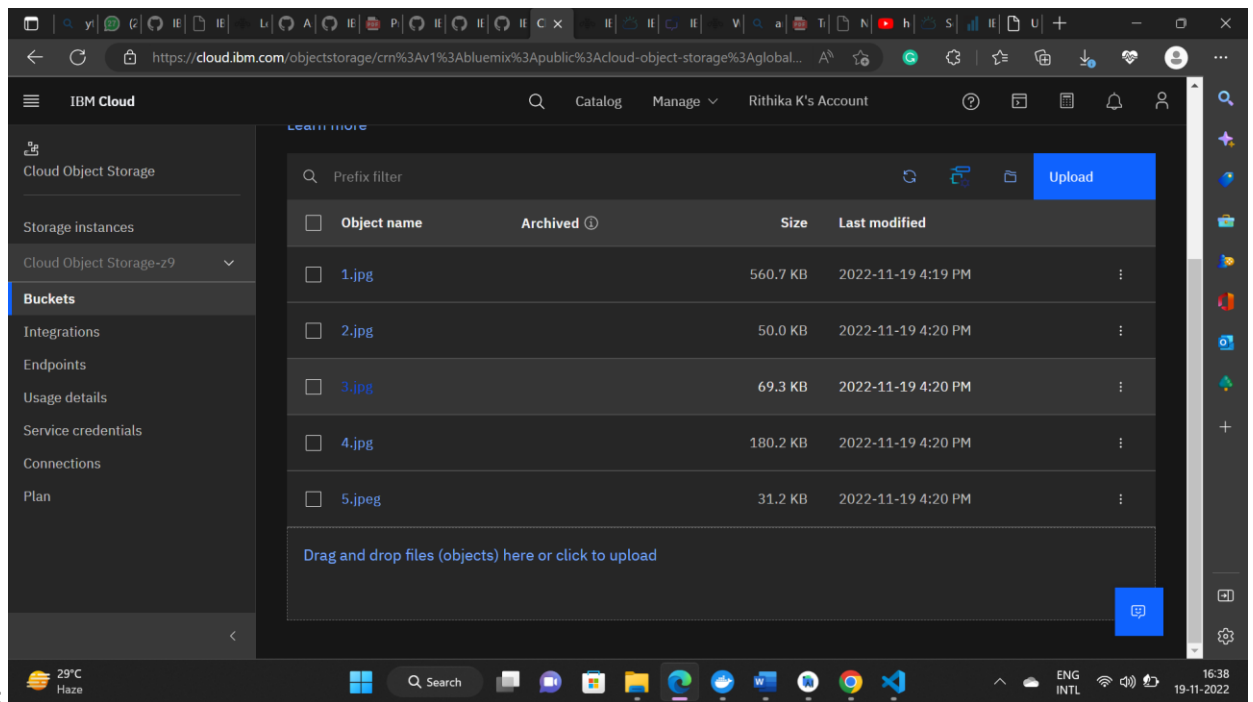 https://cloud.ibm.com/objectstorage/crn%3Av1%3Abluemix%3Apublic%3Acloud-object-storage%3Aglobal...
IBM Cloud
Catalog
Manage
Rithika K's Account
Learn more
Cloud Object Storage
Prefix filter
Upload
Storage instances
Object name Archived Size Last modified
Cloud Object Storage-z9
1.jpg 560.7 KB 2022-11-19 4:19 PM
Buckets
Integrations
2.jpg 50.0 KB 2022-11-19 4:20 PM
Endpoints
3.jpg 69.3 KB 2022-11-19 4:20 PM
Usage details
Service credentials
4.jpg 180.2 KB 2022-11-19 4:20 PM
Connections
Plan
5.jpeg 31.2 KB 2022-11-19 4:20 PM
Drag and drop files (objects) here or click to upload
29°C
Haze
Search
ENG
INTL
16:38
19-11-2022